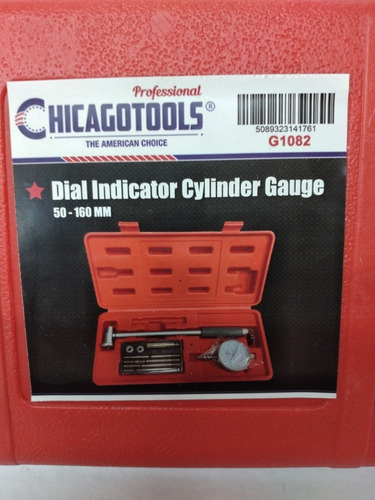 Professional
CHICAGOTOOLS®
THE AMERICAN CHOICE
5089323141761
G1082
Dial Indicator Cylinder Gauge
50 - 160 MM